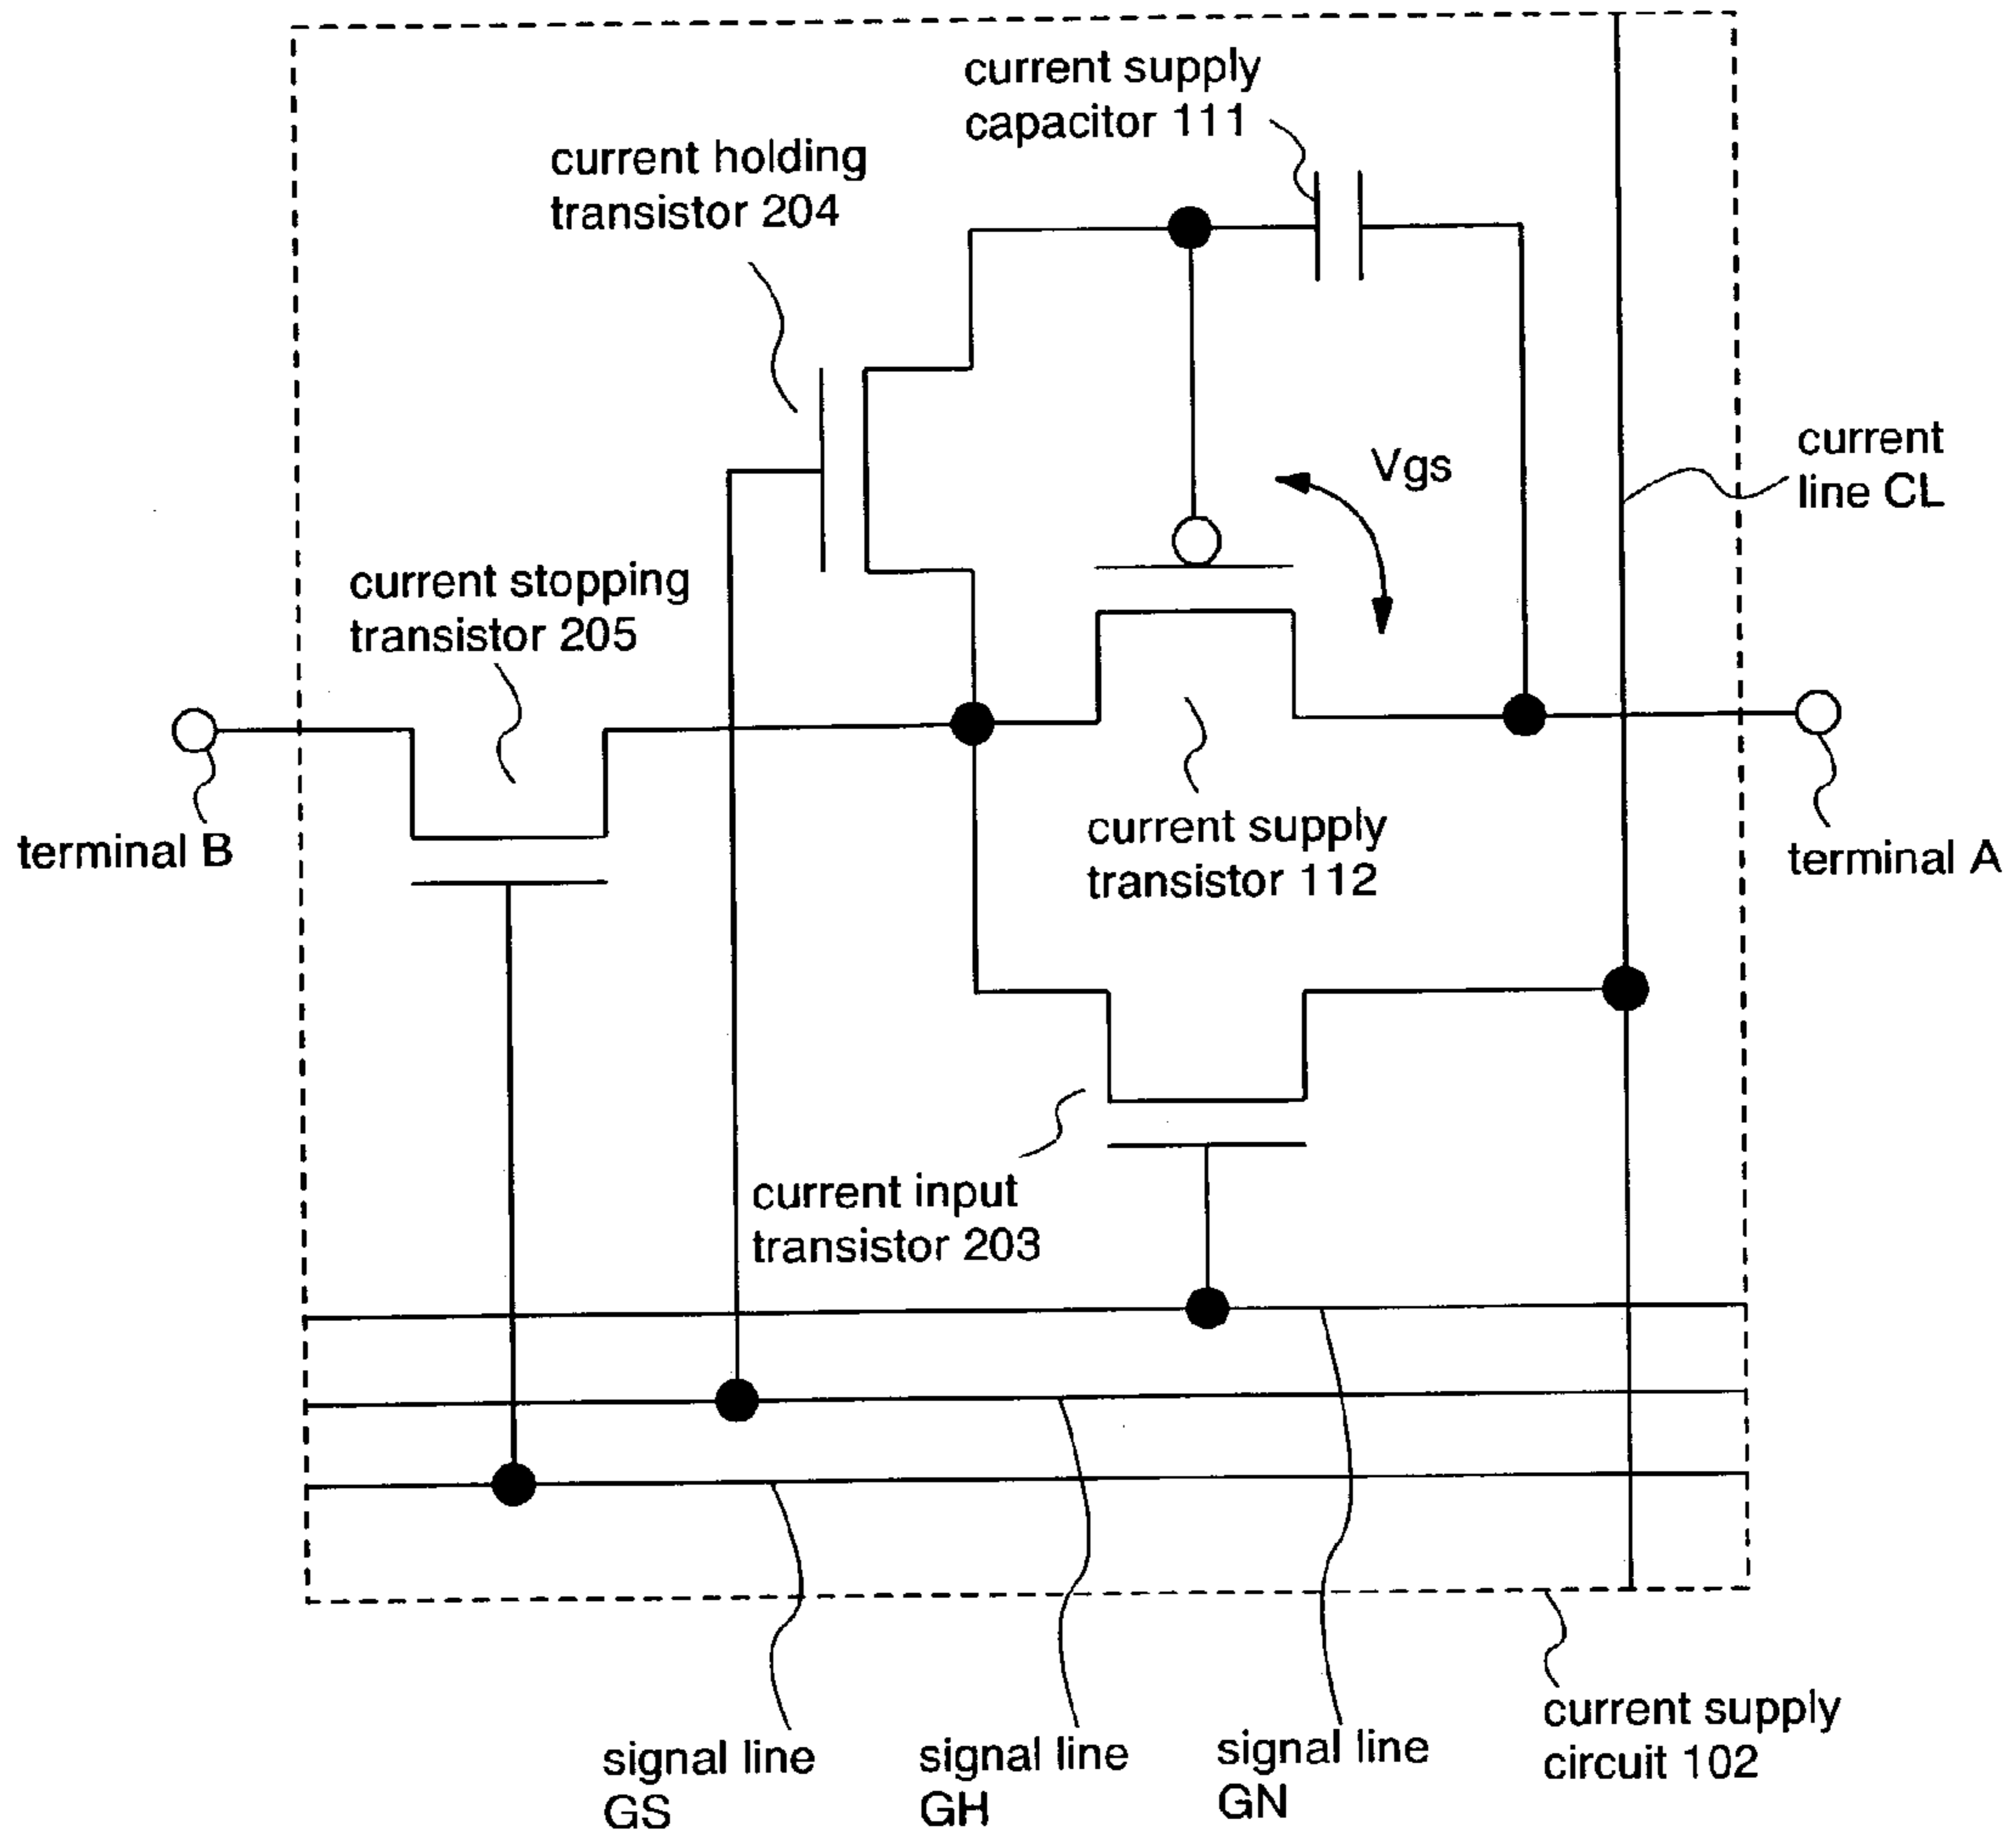 current supply
capacitor 111
current holding
transistor 204
Vgs
current
line CL
current stopping
transistor 205
terminal B
current supply
transistor 112
terminal A
current input
transistor 203
signal line
GS
signal line
GH
signal line
GN
current supply
circuit 102